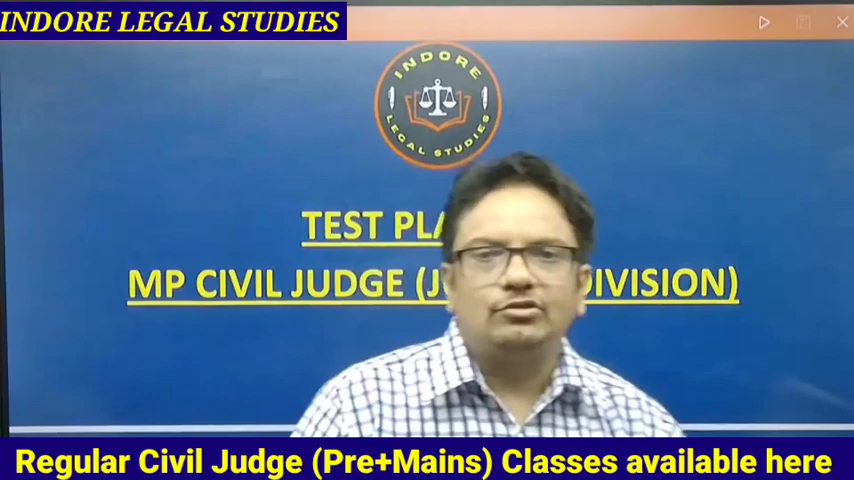 INDORE LEGAL STUDIES
INDORE
LEGAL STUDIES
TEST
MP CIVIL JUDGE DIVISION)
Regular Civil Judge (Pre+Mains) Classes available here